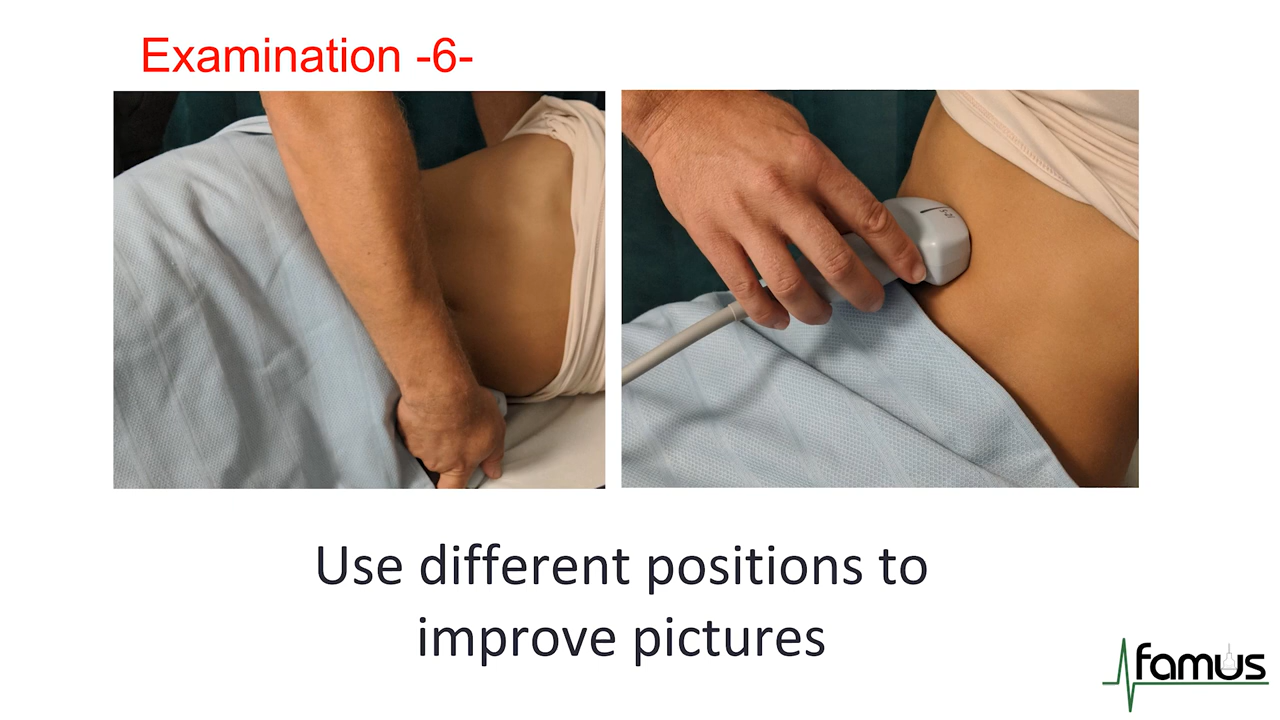 Examination -6-
Use different positions to
improve pictures
famus